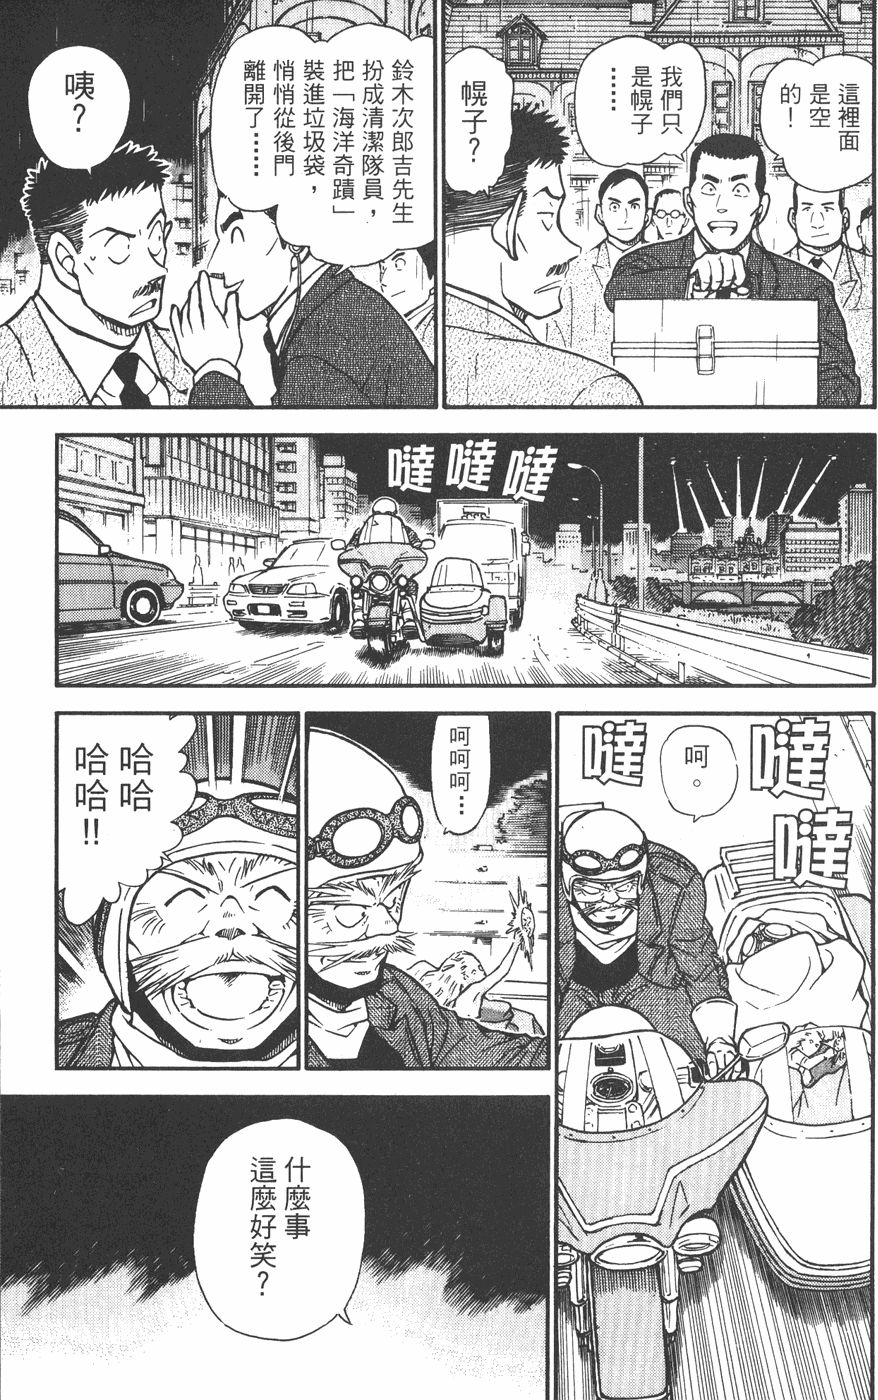 這裡面
是空
的！
我們只
是幌子
……
幌子？
鈴木次郎吉先生
扮成清潔隊員，
把「海洋奇蹟」
裝進垃圾袋，
悄悄從後門
離開了……
咦？
噠
噠
噠
噠
噠
呵。
噠
呵呵呵…
哈哈
哈哈!!
什麼事
這麼好笑？